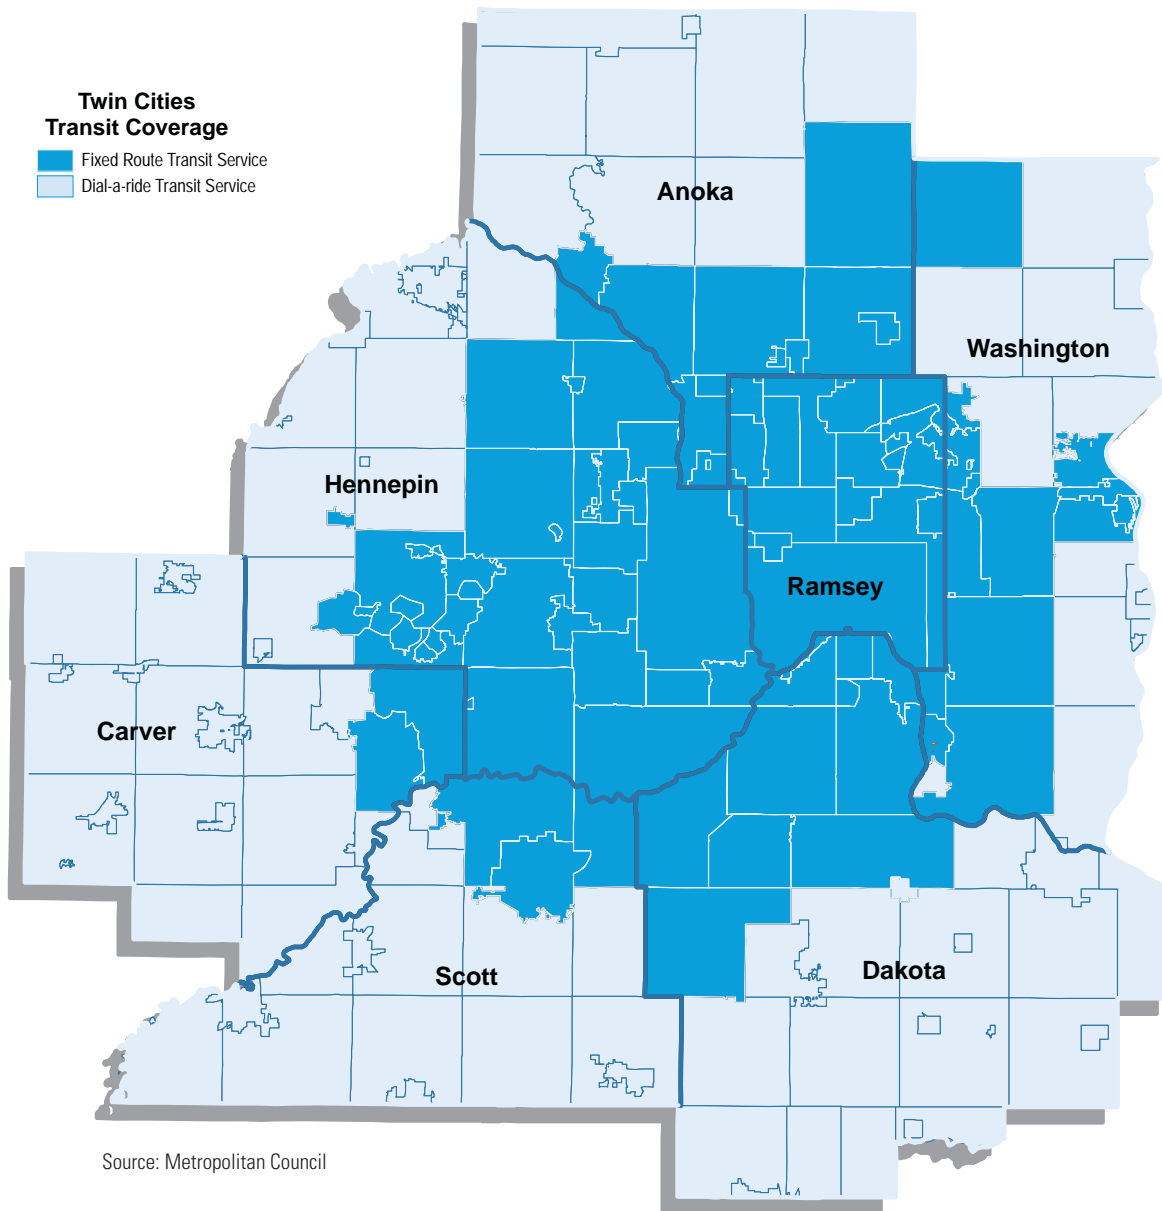 Twin Cities
Transit Coverage
Fixed Route Transit Service
Dial-a-ride Transit Service
Anoka
Washington
Hennepin
Ramsey
Carver
Scott
Dakota
Source: Metropolitan Council